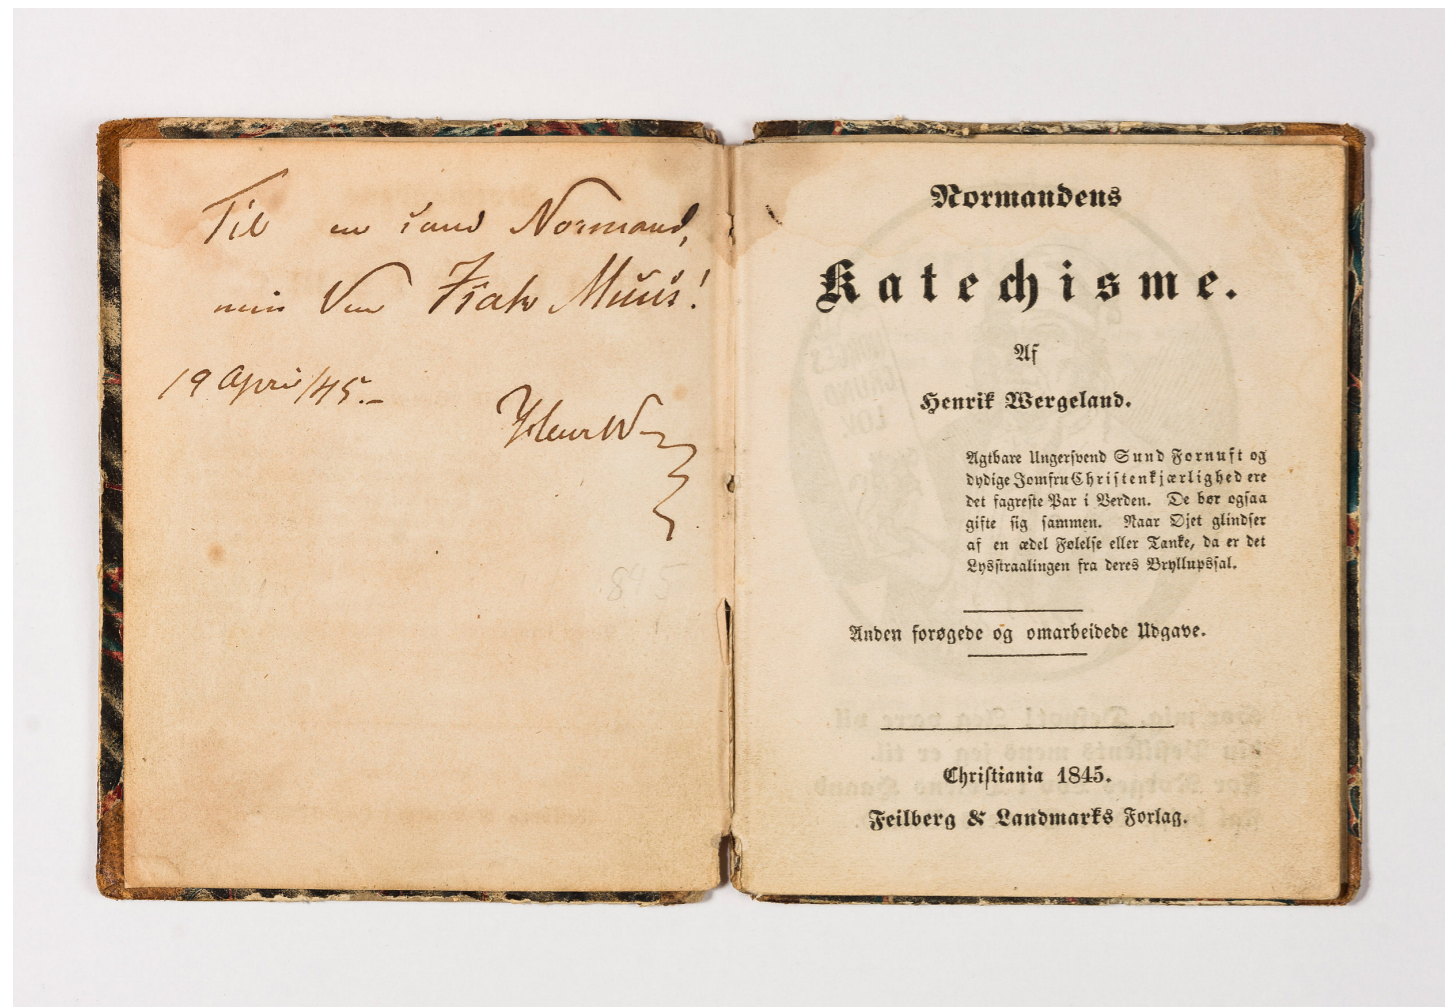 Til en sand Normand,
min Ven Isak Muus!
19 April/45.
HenrW
845
Normandens
Katechisme.
Af
Henrik Wergeland.
Agtbare Ungersvend Sund Fornuft og
dydige Jomfru Christenkjærlighed ere
det fagreste Par i Verden. De bør ogsaa
gifte sig sammen. Naar Øjet glindser
af en ædel Følelse eller Tanke, da er det
Lysstraalingen fra deres Bryllupssal.
Anden forøgede og omarbeidede Udgave.
Christiania 1845.
Feilberg & Landmarks Forlag.